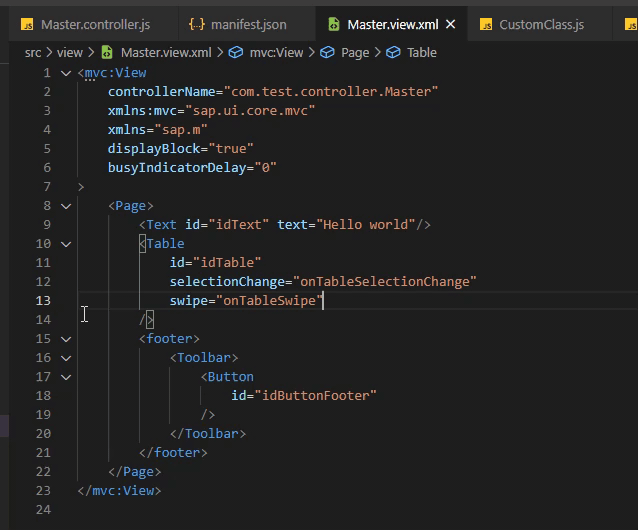 Master.controller.js {··} manifest.json Master.view.xml × CustomClass.js JS
src > view > Master.view.xml > mvc:View > Page > Table
1 <mvc:View
2 controllerName="com.test.controller.Master"
3 xmlns:mvc="sap.ui.core.mvc"
4 xmlns="sap.m"
5 displayBlock="true"
6 busyIndicatorDelay="0"
7 >
8 <Page>
9 <Text id="idText" text="Hello world"/>
10 <Table
11 id="idTable"
12 selectionChange="onTableSelectionChange"
13 swipe="onTableSwipe"
14 />
15 <footer>
16 <Toolbar>
17 <Button
18 id="idButtonFooter"
19 />
20 </Toolbar>
21 </footer>
22 </Page>
23 </mvc:View>
24